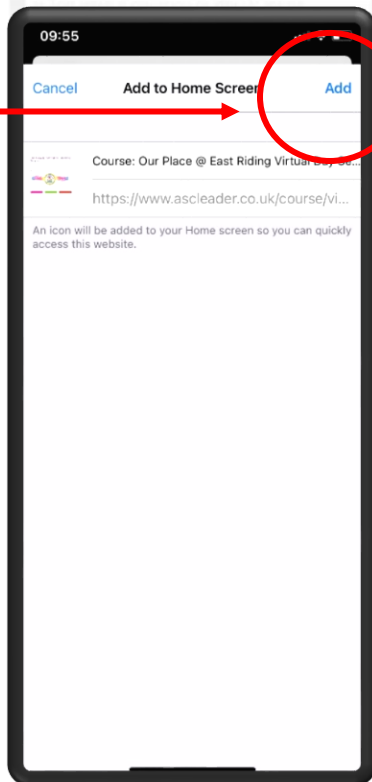 09:55
Cancel Add to Home Screen Add
Course: Our Place @ East Riding Virtual Day
https://www.ascleader.co.uk/course/vi...
An icon will be added to your Home screen so you can quickly
access this website.